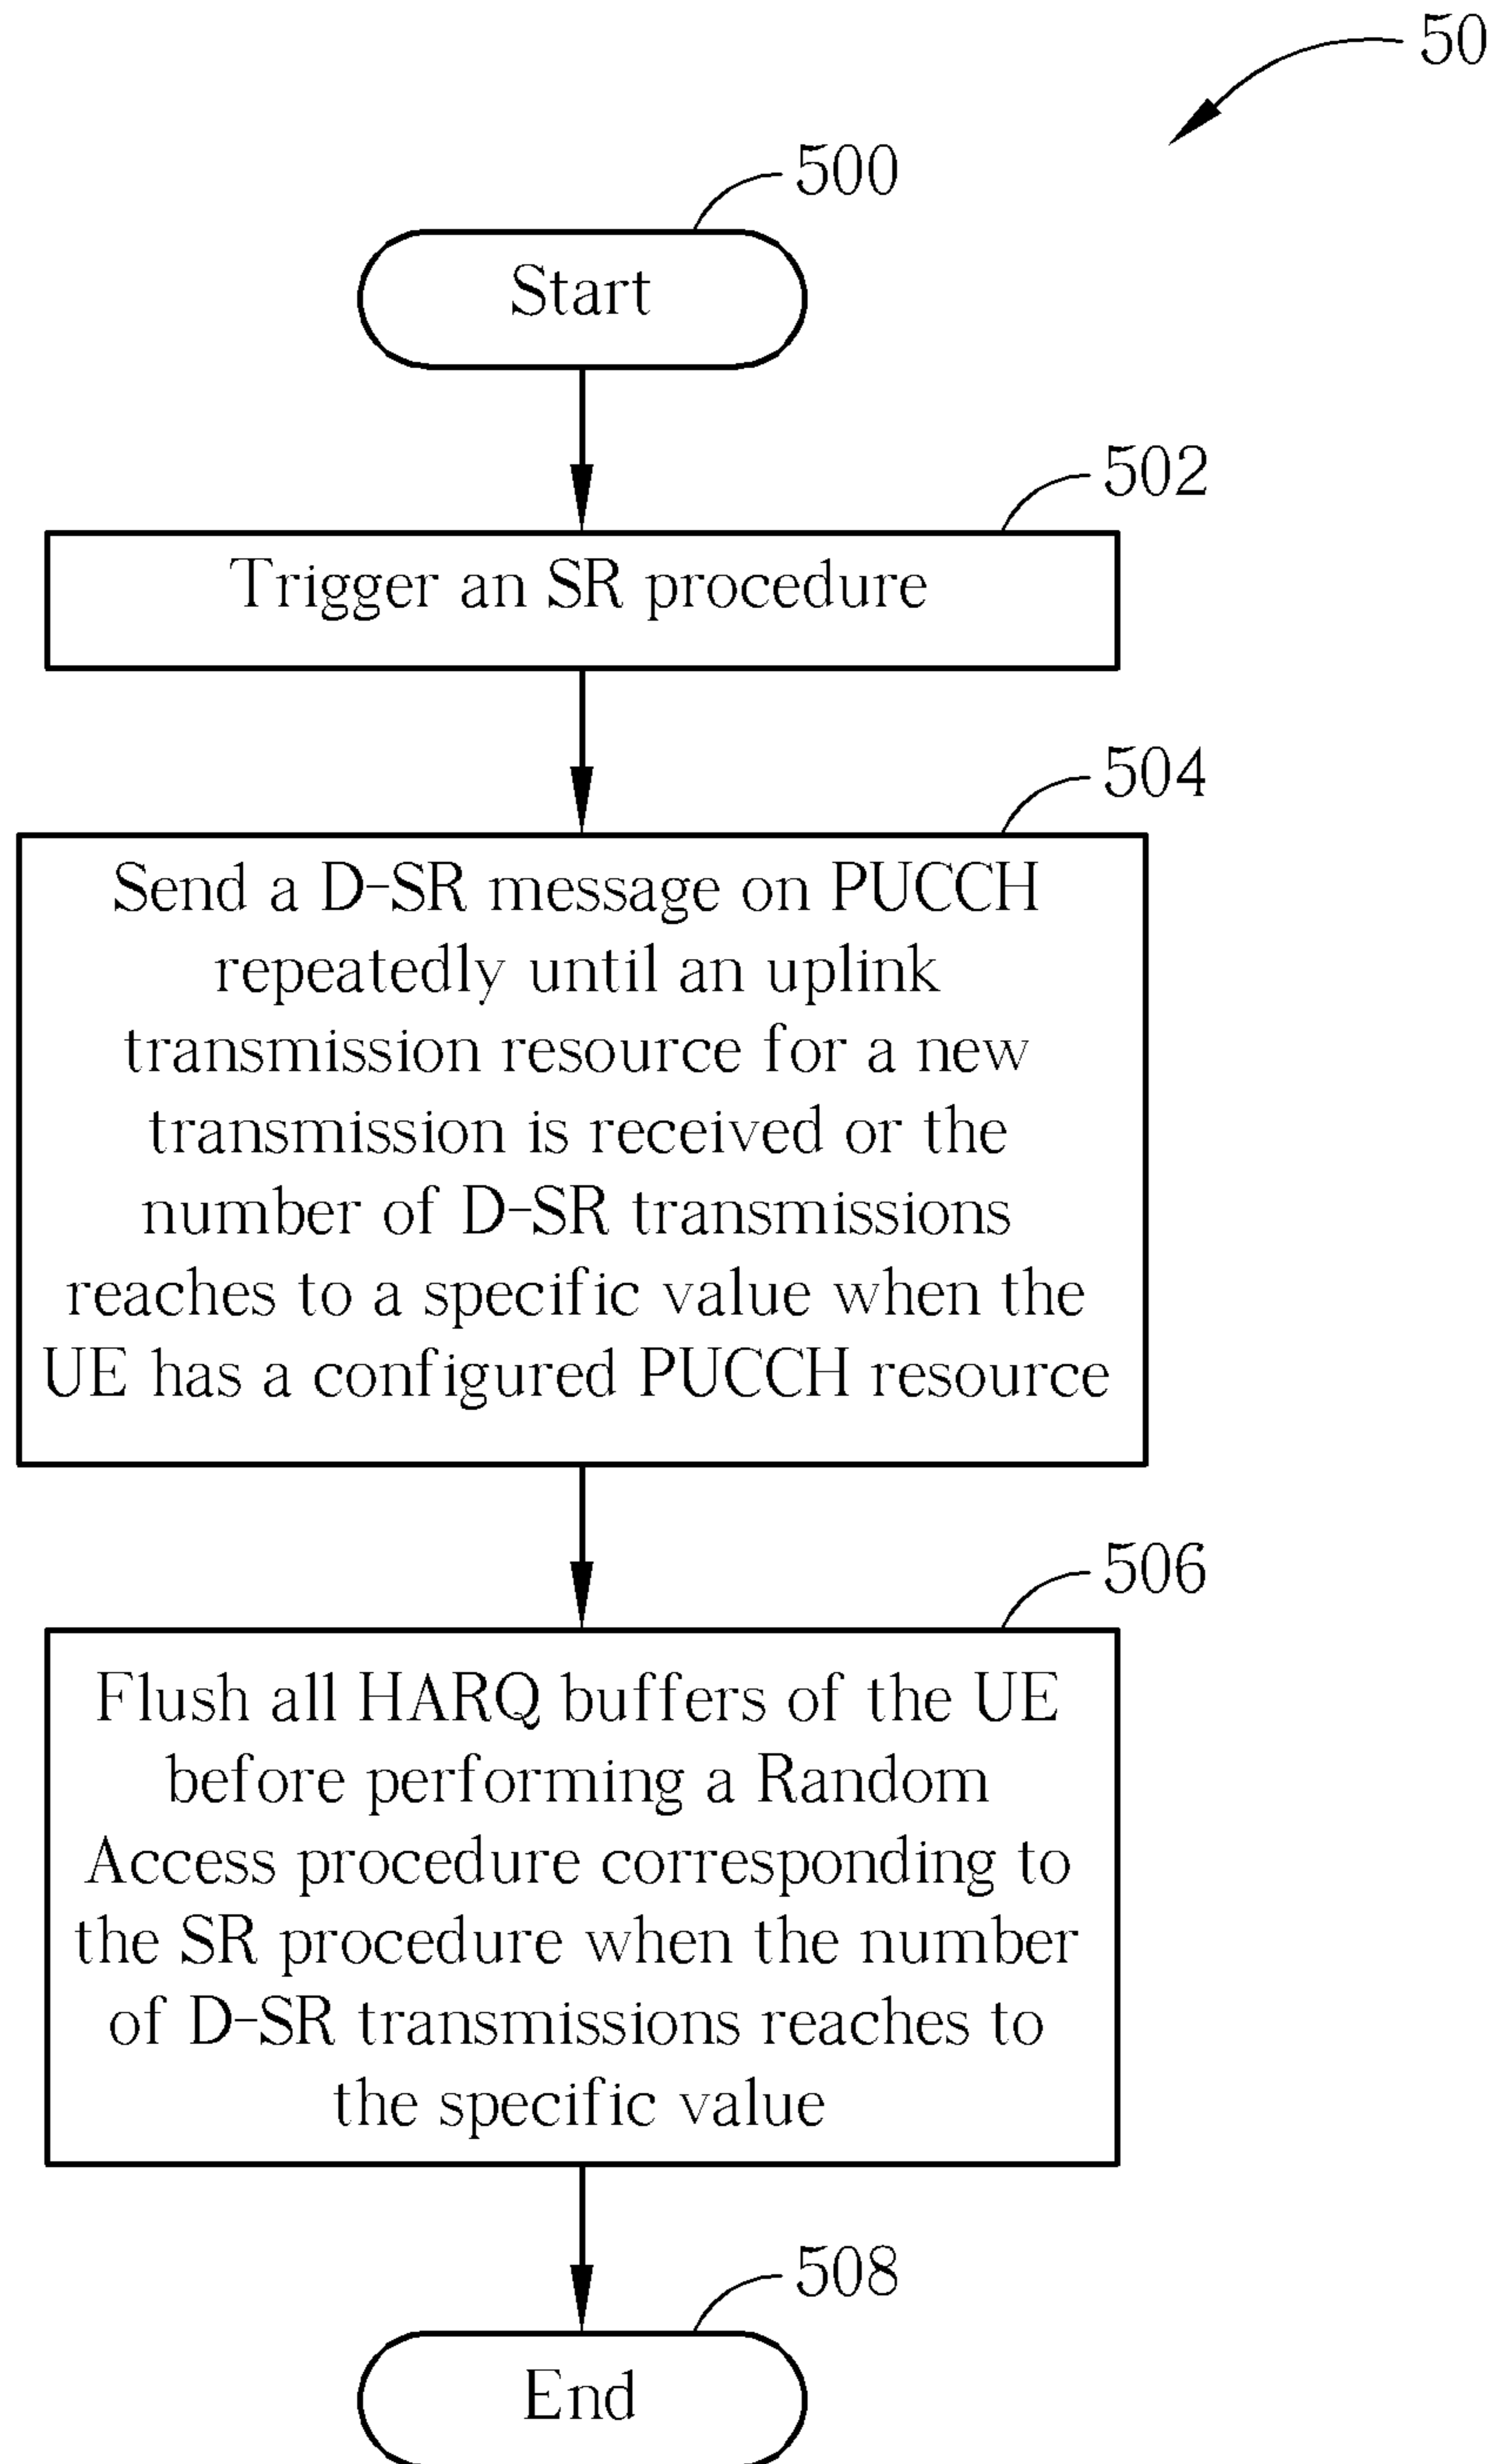 50
500
Start
502
Trigger an SR procedure
504
Send a D-SR message on PUCCH
repeatedly until an uplink
transmission resource for a new
transmission is received or the
number of D-SR transmissions
reaches to a specific value when the
UE has a configured PUCCH resource
506
Flush all HARQ buffers of the UE
before performing a Random
Access procedure corresponding to
the SR procedure when the number
of D-SR transmissions reaches to
the specific value
508
End